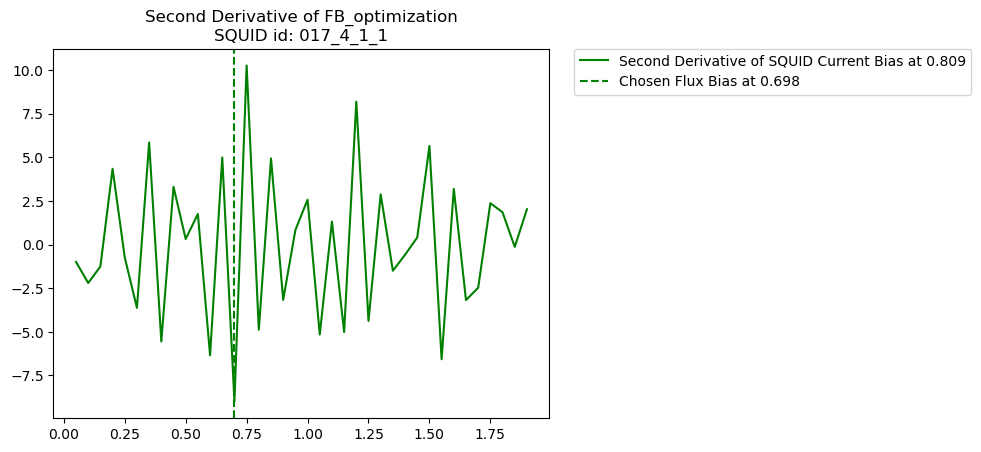 Second Derivative of FB_optimization
SQUID id: 017_4_1_1
Second Derivative of SQUID Current Bias at 0.809
Chosen Flux Bias at 0.698
10.0
7.5
5.0
2.5
0.0
−2.5
−5.0
−7.5
0.00 0.25 0.50 0.75 1.00 1.25 1.50 1.75